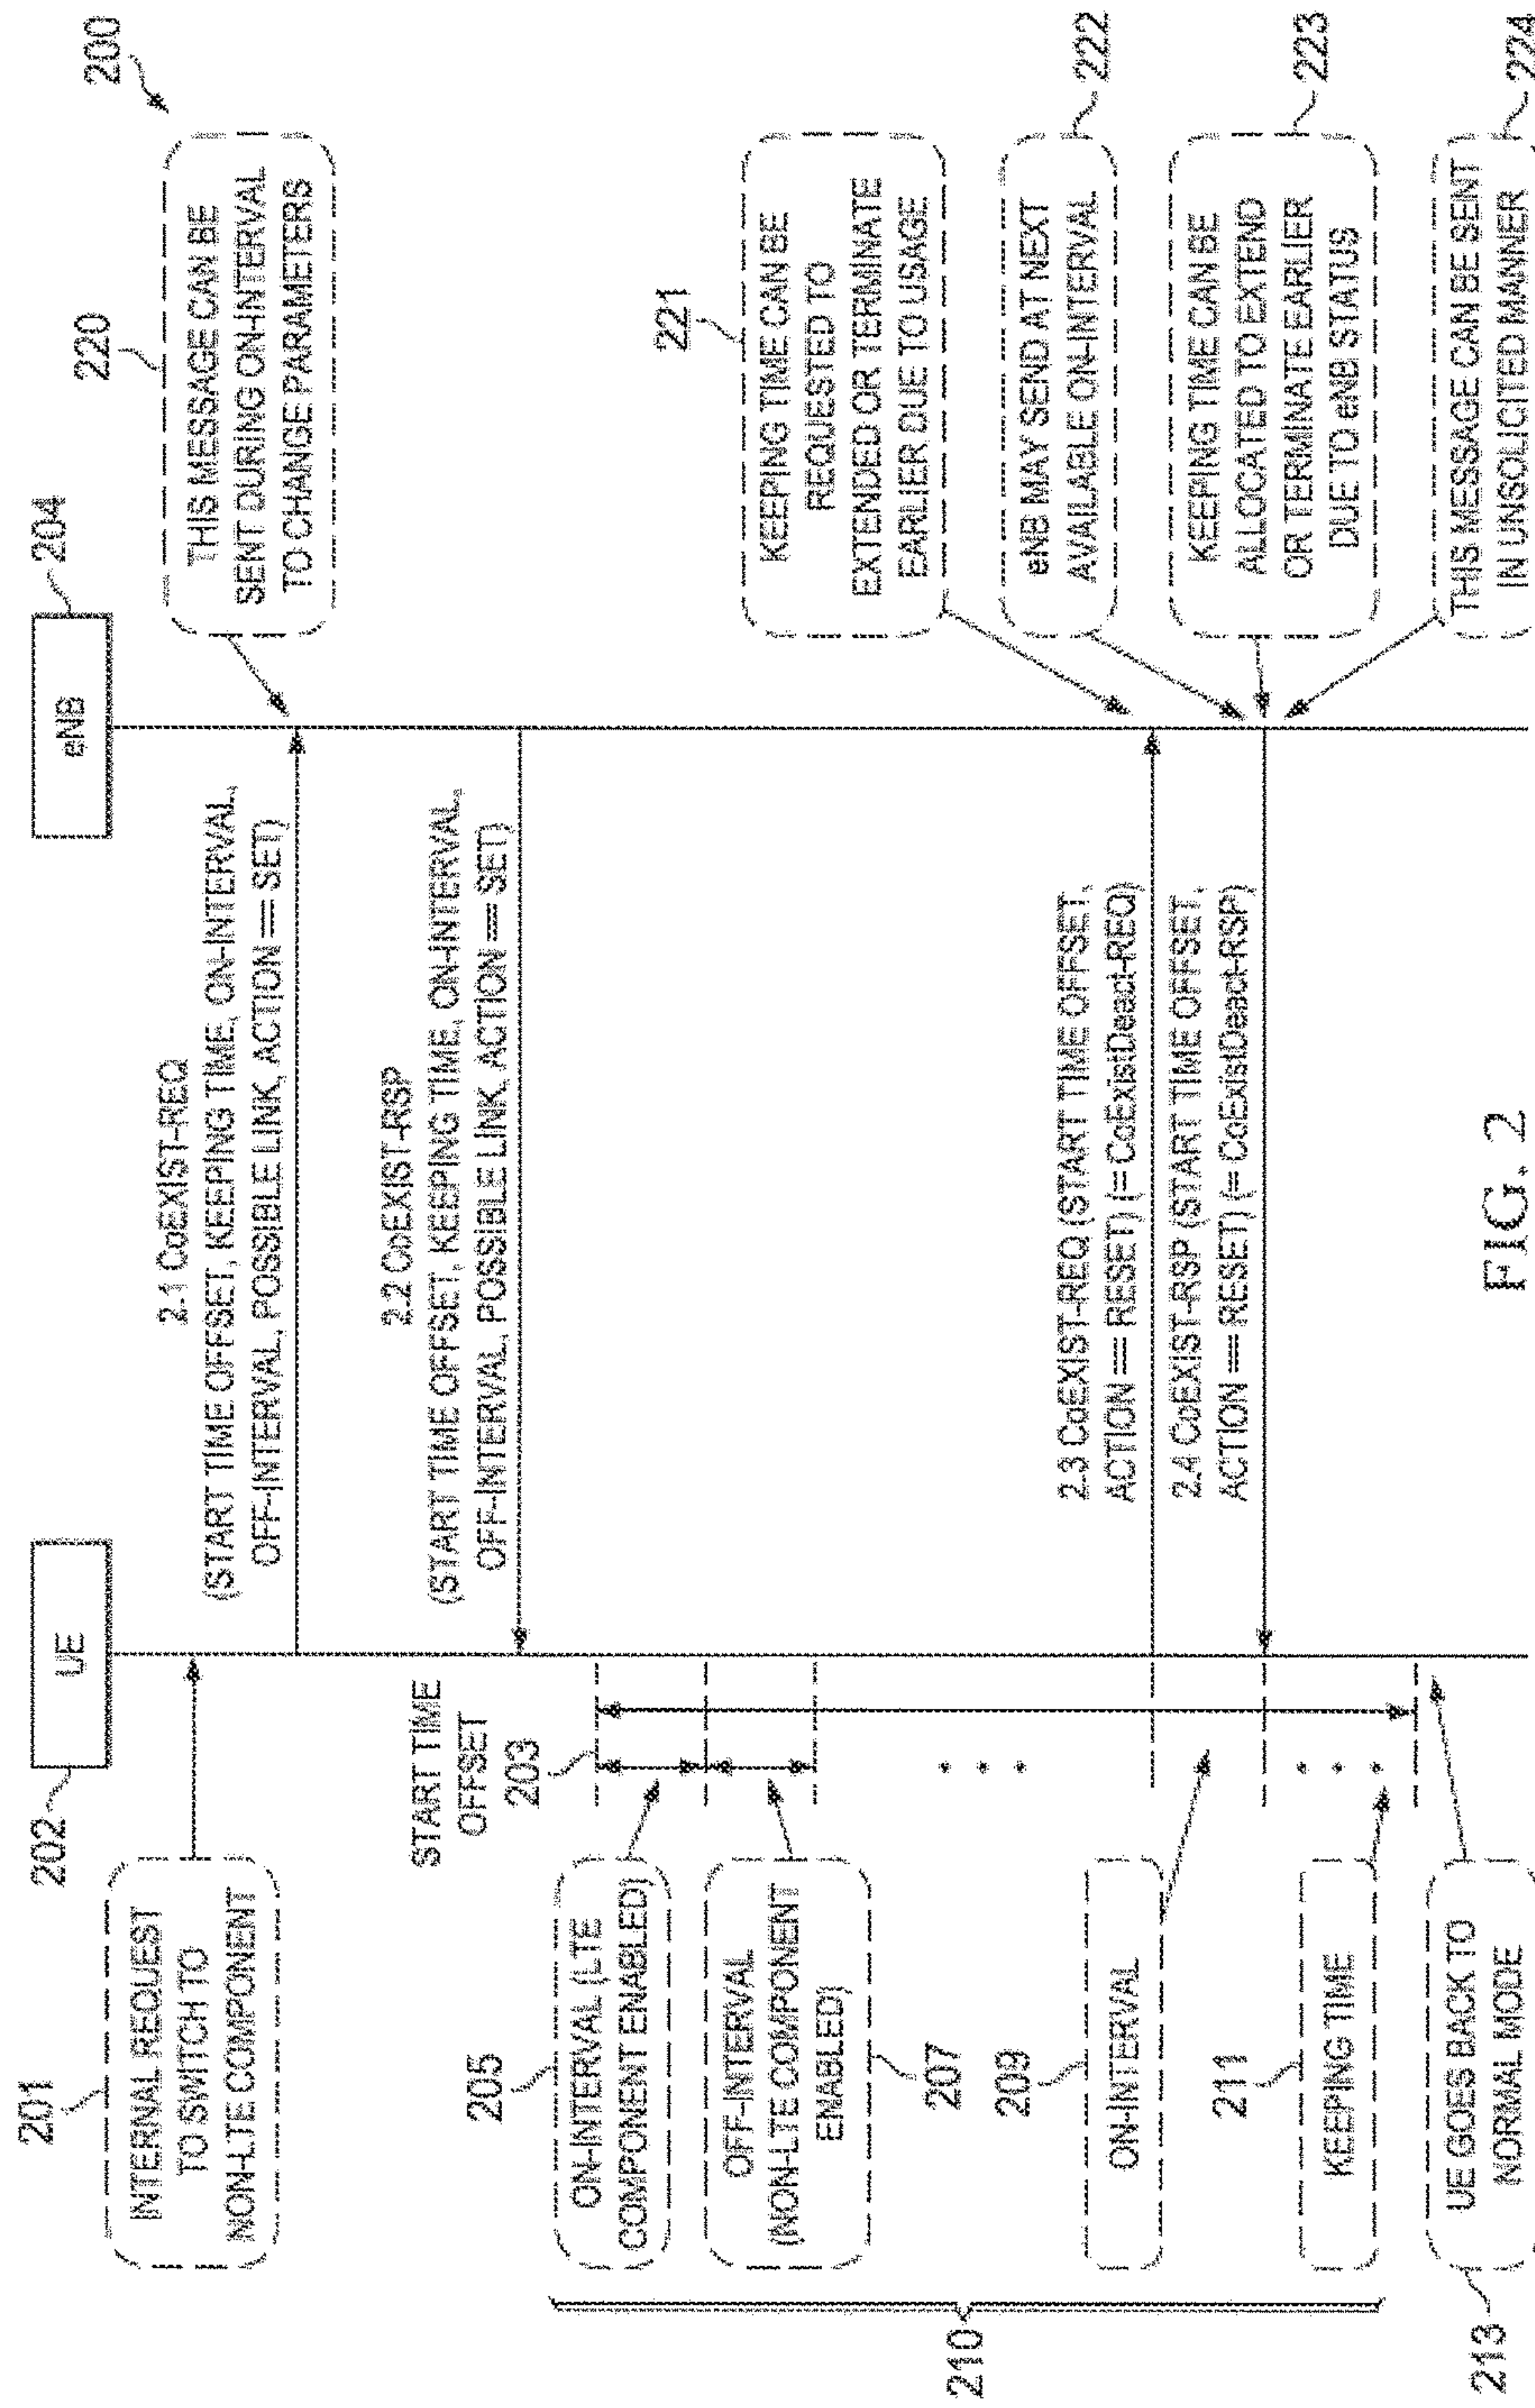 200
202
UE
eNB
204
201
INTERNAL REQUEST
TO SWITCH TO
NON-LTE COMPONENT
2-1 CoEXIST-REQ
(START TIME OFFSET, KEEPING TIME, ON-INTERVAL,
OFF-INTERVAL, POSSIBLE LINK, ACTION == SET)
220
THIS MESSAGE CAN BE
SENT DURING ON-INTERVAL
TO CHANGE PARAMETERS
START TIME
OFFSET
203
2.2 CoEXIST-RSP
(START TIME OFFSET, KEEPING TIME, ON-INTERVAL,
OFF-INTERVAL, POSSIBLE LINK, ACTION == SET)
205
ON-INTERVAL (LTE
COMPONENT ENABLED)
OFF-INTERVAL
(NON-LTE COMPONENT
ENABLED)
207
221
KEEPING TIME CAN BE
REQUESTED TO
EXTENDED OR TERMINATE
EARLIER DUE TO USAGE
210
209
ON-INTERVAL
2.3 CoEXIST-REQ (START TIME OFFSET,
ACTION == RESET) (= CoExistDeact-REQ)
eNB MAY SEND AT NEXT
AVAILABLE ON-INTERVAL
222
2.4 CoEXIST-RSP (START TIME OFFSET,
ACTION == RESET) (= CoExistDeact-RSP)
KEEPING TIME CAN BE
ALLOCATED TO EXTEND
OR TERMINATE EARLIER
DUE TO eNB STATUS
223
211
KEEPING TIME
213
UE GOES BACK TO
NORMAL MODE
THIS MESSAGE CAN BE SENT
IN UNSOLICITED MANNER
224
FIG. 2